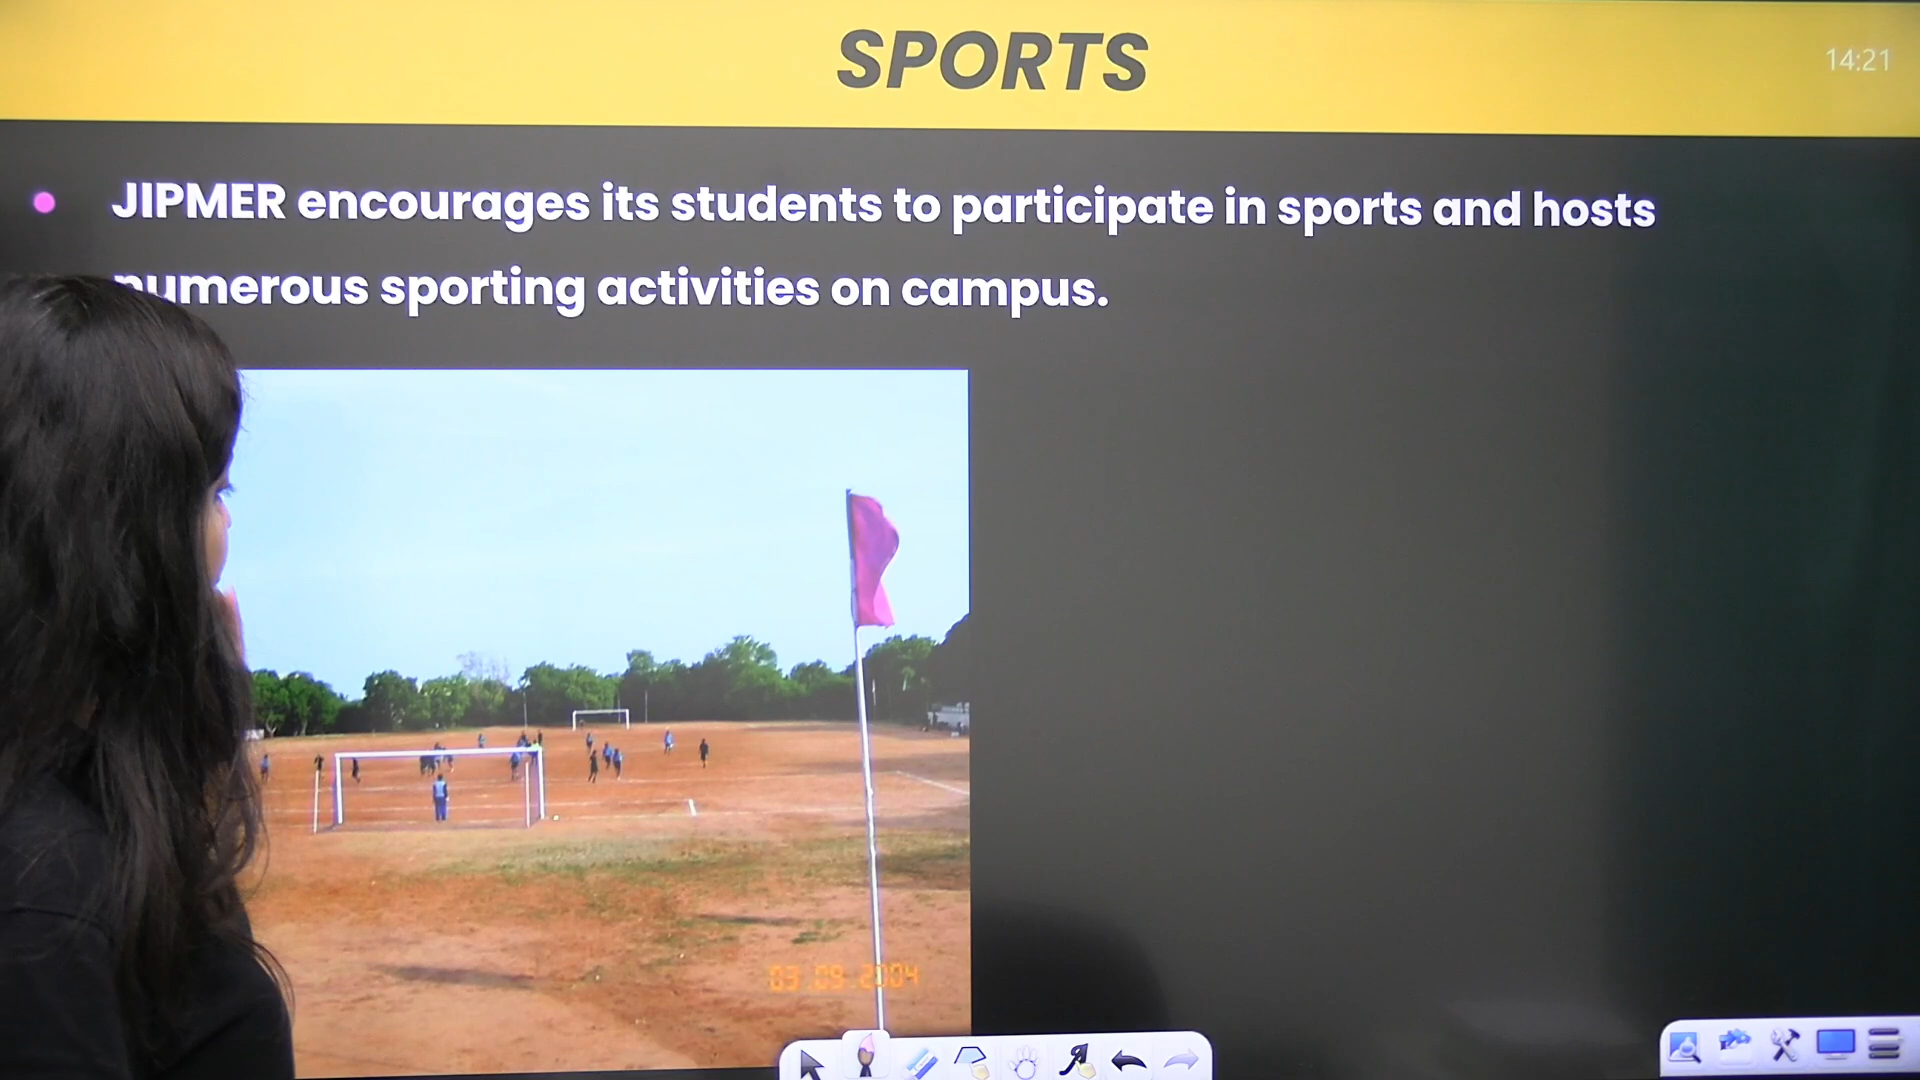 SPORTS
14:21
JIPMER encourages its students to participate in sports and hosts
numerous sporting activities on campus.
03.09.2004